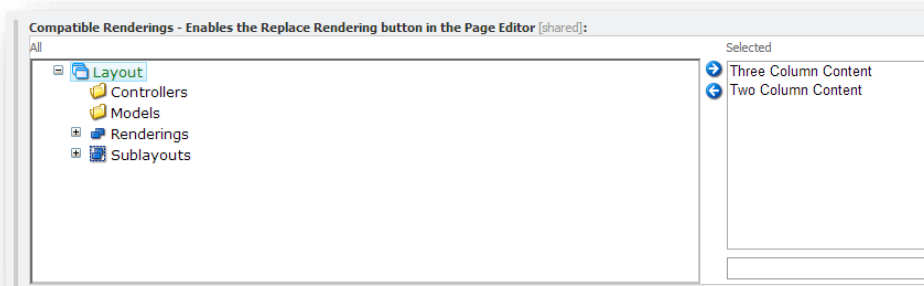 Compatible Renderings - Enables the Replace Rendering button in the Page Editor [shared]:
All
Selected
Layout
Controllers
Models
Renderings
Sublayouts
Three Column Content
Two Column Content